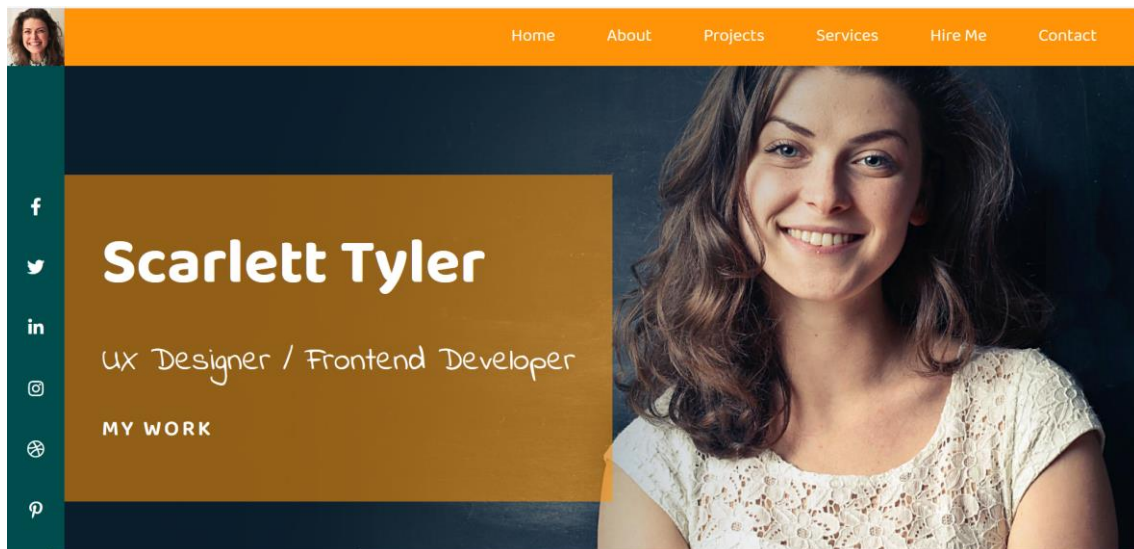 Home About Projects Services Hire Me Contact
Scarlett Tyler
UX Designer / Frontend Developer
MY WORK